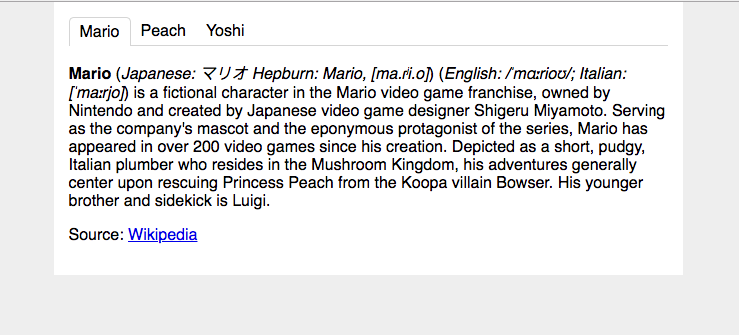 Mario Peach Yoshi
Mario (Japanese: マリオ Hepburn: Mario, [ma.ɾi.o]) (English: /ˈmɑːrioʊ/; Italian:
[ˈmaːrjo]) is a fictional character in the Mario video game franchise, owned by
Nintendo and created by Japanese video game designer Shigeru Miyamoto. Serving
as the company's mascot and the eponymous protagonist of the series, Mario has
appeared in over 200 video games since his creation. Depicted as a short, pudgy,
Italian plumber who resides in the Mushroom Kingdom, his adventures generally
center upon rescuing Princess Peach from the Koopa villain Bowser. His younger
brother and sidekick is Luigi.
Source: Wikipedia